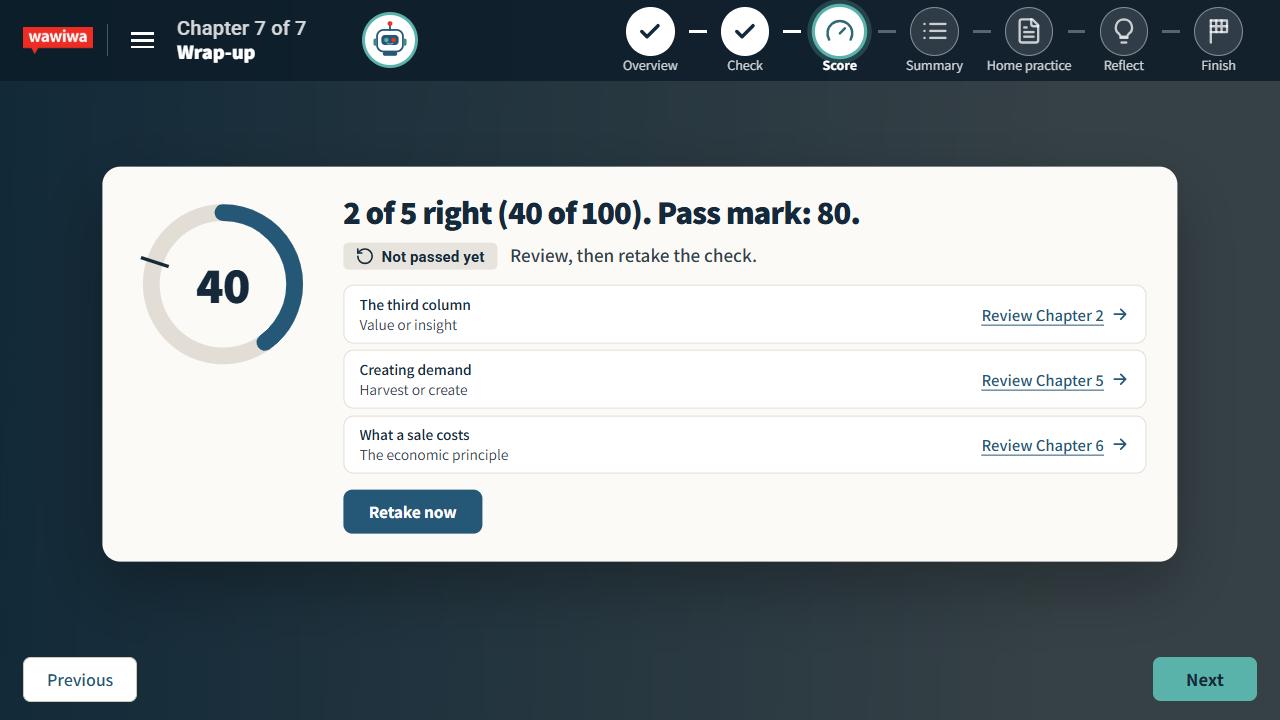 wawiwa
Chapter 7 of 7
Wrap-up
Overview
Check
Score
Summary
Home practice
Reflect
Finish
40
2 of 5 right (40 of 100). Pass mark: 80.
Not passed yet
Review, then retake the check.
The third column
Value or insight
Review Chapter 2
Creating demand
Harvest or create
Review Chapter 5
What a sale costs
The economic principle
Review Chapter 6
Retake now
Previous
Next